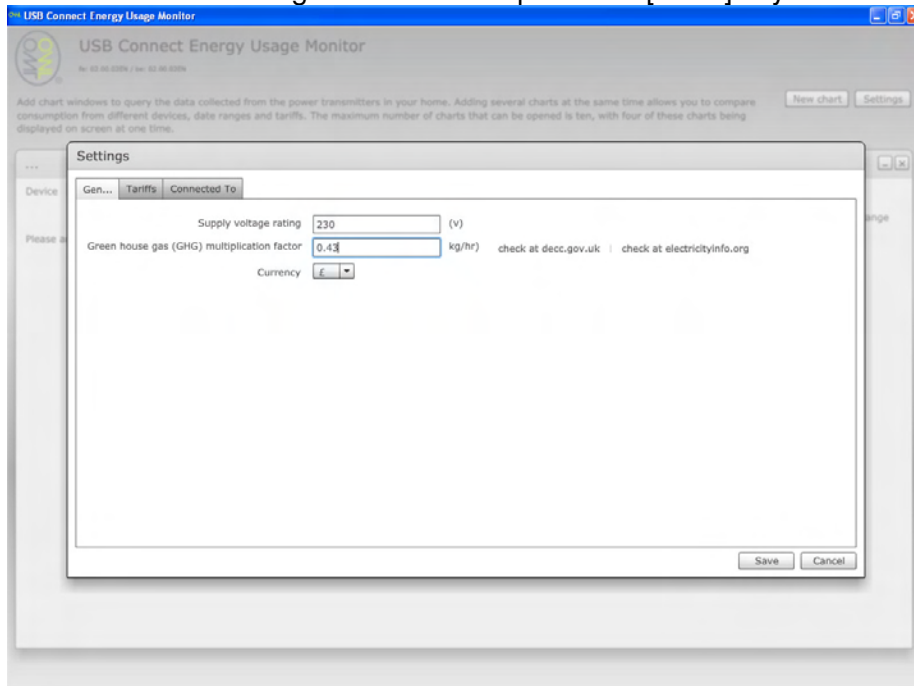 USB Connect Energy Usage Monitor
USB Connect Energy Usage Monitor
Add chart windows to query the data collected from the power transmitters in your home. Adding several charts at the same time allows you to compare
consumption from different devices, date ranges and tariffs. The maximum number of charts that can be opened is ten, with four of these charts being
displayed on screen at one time.
New chart Settings
...
Settings
Device
Gen... Tariffs Connected To
Supply voltage rating 230 (v)
Green house gas (GHG) multiplication factor 0.43 kg/hr) check at decc.gov.uk | check at electricityinfo.org
Currency £
Please
Save Cancel